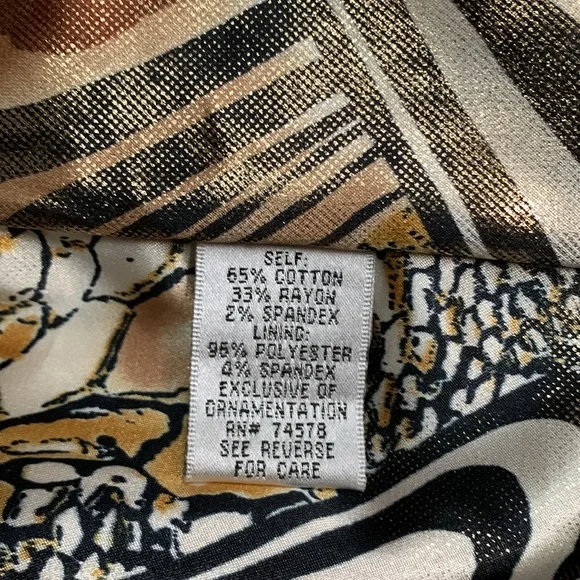 SELF:
65% COTTON
33% RAYON
2% SPANDEX
LINING:
96% POLYESTER
4% SPANDEX
EXCLUSIVE OF
ORNAMENTATION
RN# 74578
SEE REVERSE
FOR CARE